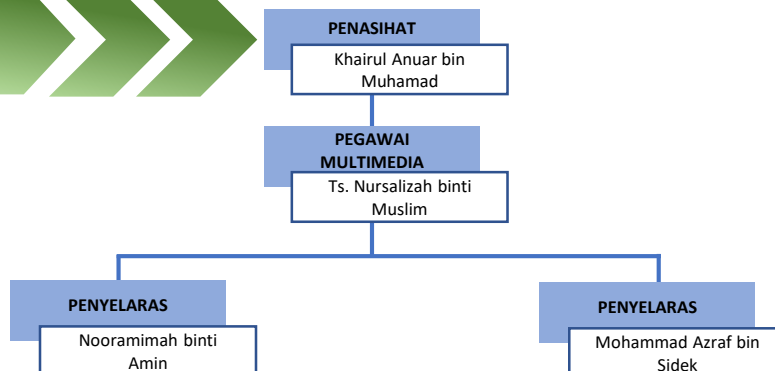 PENASIHAT
Khairul Anuar bin
Muhamad
PEGAWAI
MULTIMEDIA
Ts. Nursalizah binti
Muslim
PENYELARAS
Nooramimah binti
Amin
PENYELARAS
Mohammad Azraf bin
Sidek